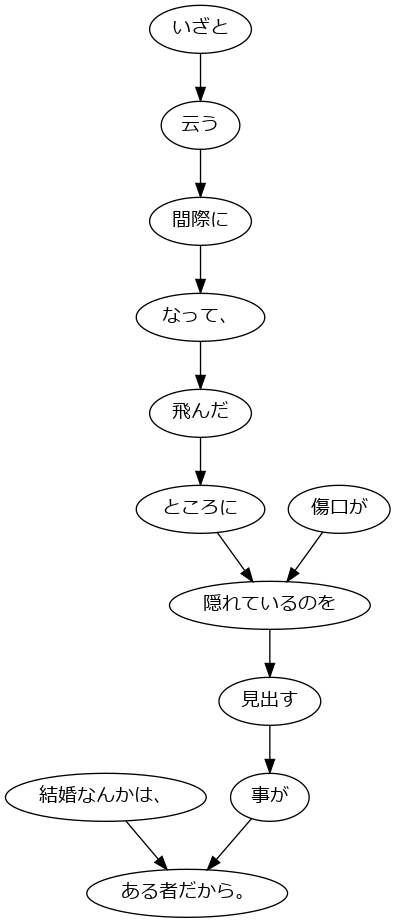 いざと
云う
間際に
なって、
飛んだ
ところに
傷口が
隠れているのを
見出す
結婚なんかは、
事が
ある者だから。